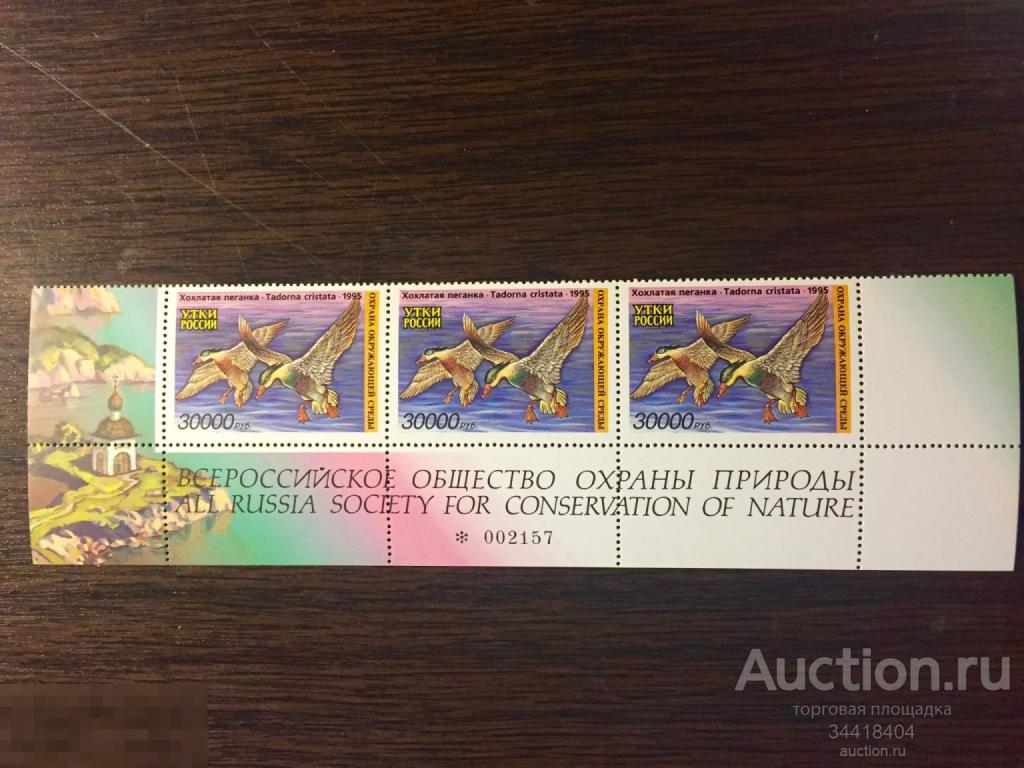 Хохлатая пеганка · Tadorna cristata · 1995
УТКИ
РОССИИ
ОХРАНА ОКРУЖАЮЩЕЙ СРЕДЫ
30000 РУБ.
Хохлатая пеганка · Tadorna cristata · 1995
УТКИ
РОССИИ
ОХРАНА ОКРУЖАЮЩЕЙ СРЕДЫ
30000 РУБ.
Хохлатая пеганка · Tadorna cristata · 1995
УТКИ
РОССИИ
ОХРАНА ОКРУЖАЮЩЕЙ СРЕДЫ
30000 РУБ.
ВСЕРОССИЙСКОЕ ОБЩЕСТВО ОХРАНЫ ПРИРОДЫ
ALL RUSSIA SOCIETY FOR CONSERVATION OF NATURE
* 002157
Auction.ru
торговая площадка
34418404
auction.ru